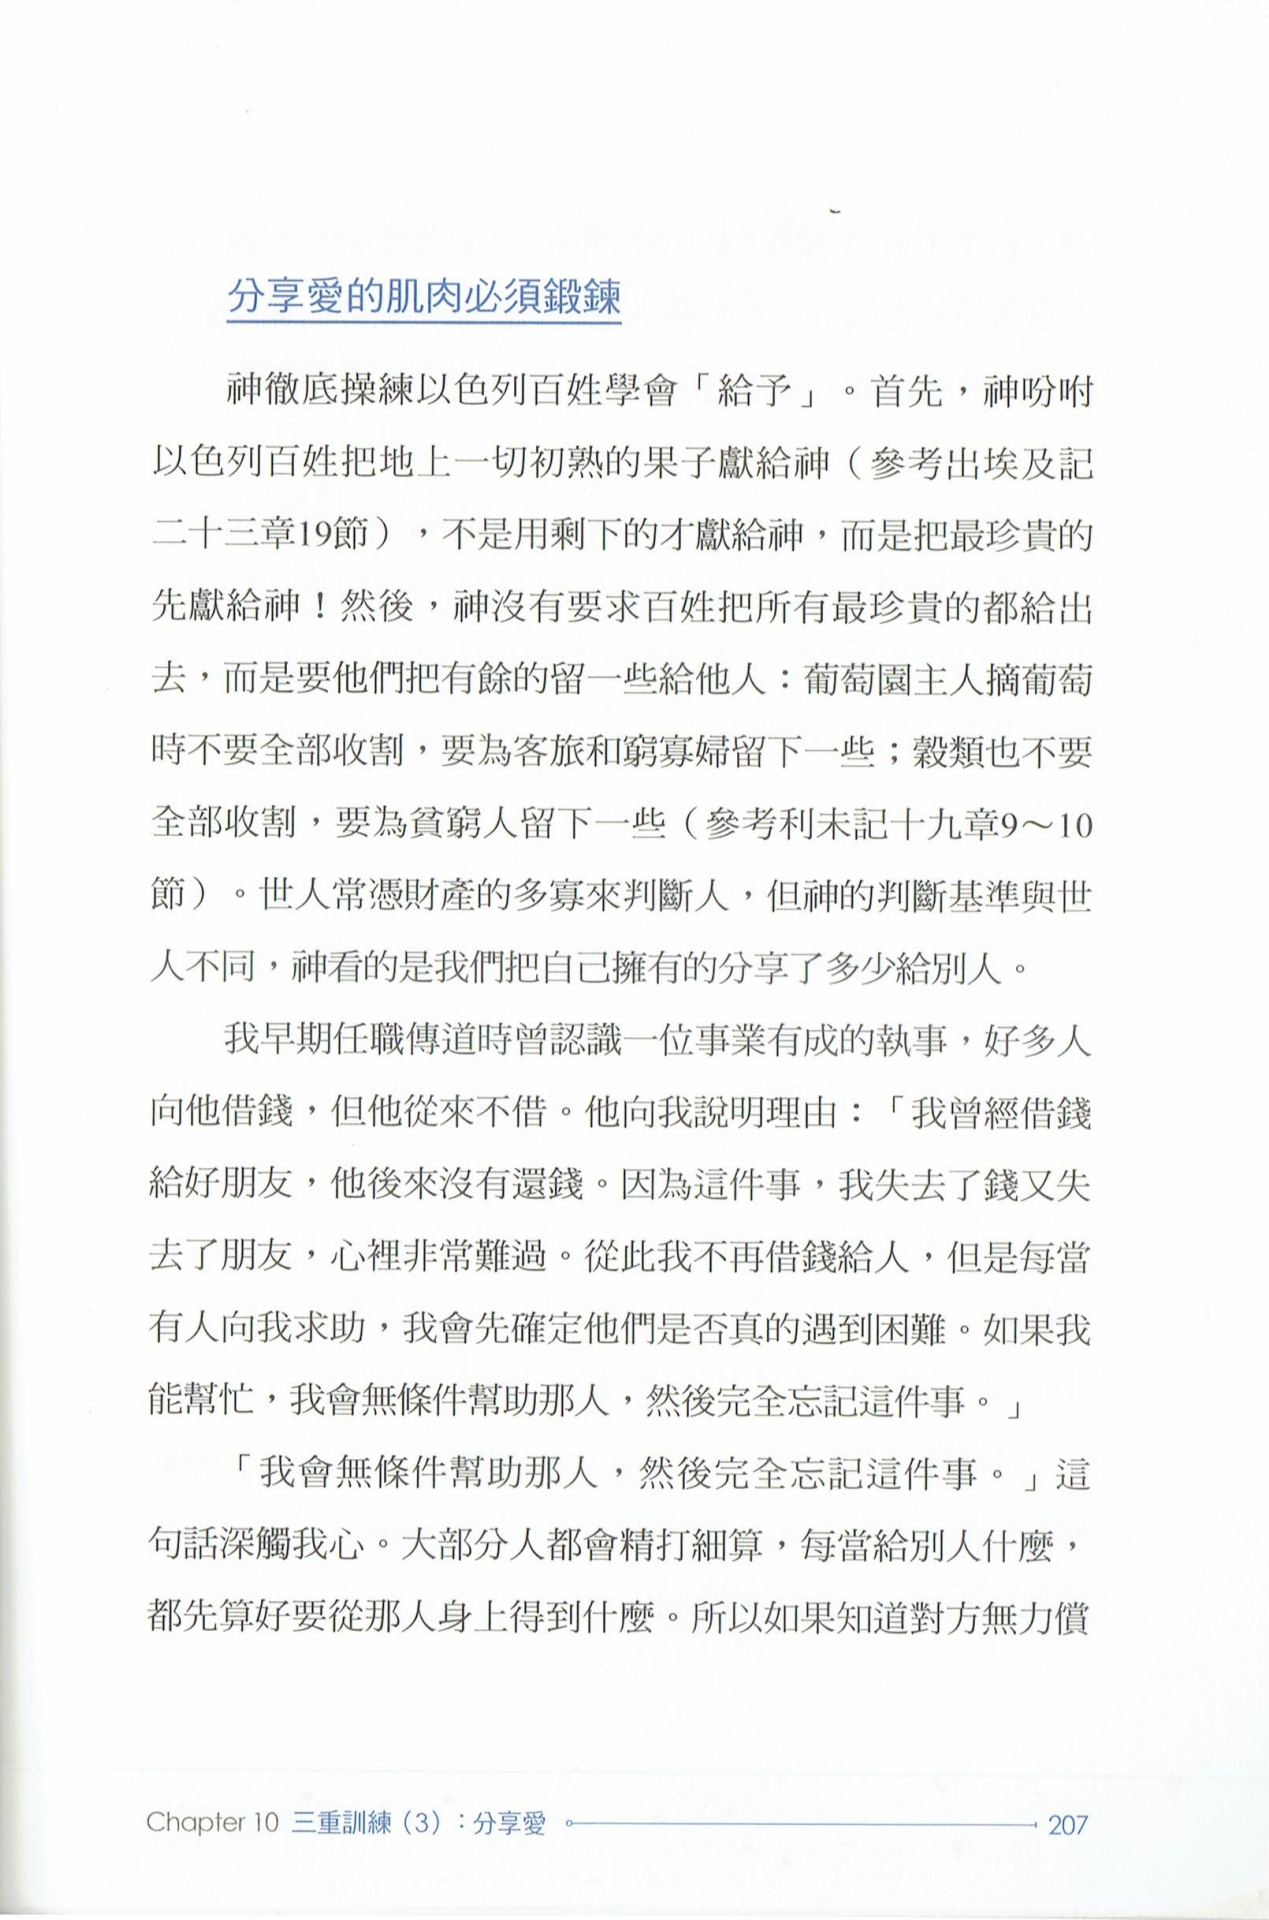 分享愛的肌肉必須鍛鍊
神徹底操練以色列百姓學會「給予」。首先，神吩咐
以色列百姓把地上一切初熟的果子獻給神（參考出埃及記
二十三章19節），不是用剩下的才獻給神，而是把最珍貴的
先獻給神！然後，神沒有要求百姓把所有最珍貴的都給出
去，而是要他們把有餘的留一些給他人：葡萄園主人摘葡萄
時不要全部收割，要為客旅和窮寡婦留下一些；穀類也不要
全部收割，要為貧窮人留下一些（參考利未記十九章9～10
節）。世人常憑財產的多寡來判斷人，但神的判斷基準與世
人不同，神看的是我們把自己擁有的分享了多少給別人。
我早期任職傳道時曾認識一位事業有成的執事，好多人
向他借錢，但他從來不借。他向我說明理由：「我曾經借錢
給好朋友，他後來沒有還錢。因為這件事，我失去了錢又失
去了朋友，心裡非常難過。從此我不再借錢給人，但是每當
有人向我求助，我會先確定他們是否真的遇到困難。如果我
能幫忙，我會無條件幫助那人，然後完全忘記這件事。」
「我會無條件幫助那人，然後完全忘記這件事。」這
句話深觸我心。大部分人都會精打細算，每當給別人什麼，
都先算好要從那人身上得到什麼。所以如果知道對方無力償
Chapter 10 三重訓練（3）：分享愛 207